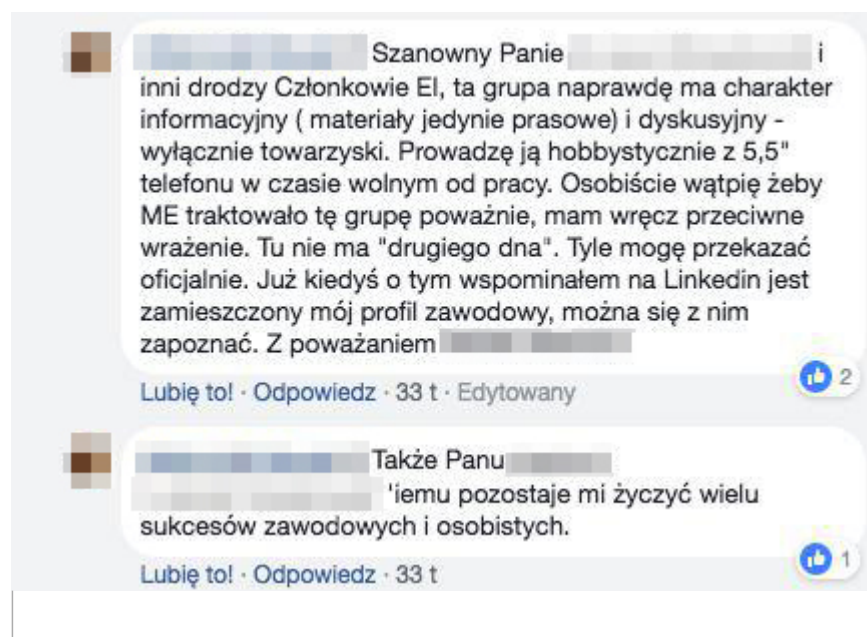 Szanowny Panie i
inni drodzy Członkowie EI, ta grupa naprawdę ma charakter
informacyjny ( materiały jedynie prasowe) i dyskusyjny -
wyłącznie towarzyski. Prowadzę ją hobbystycznie z 5,5"
telefonu w czasie wolnym od pracy. Osobiście wątpię żeby
ME traktowało tę grupę poważnie, mam wręcz przeciwne
wrażenie. Tu nie ma "drugiego dna". Tyle mogę przekazać
oficjalnie. Już kiedyś o tym wspominałem na Linkedin jest
zamieszczony mój profil zawodowy, można się z nim
zapoznać. Z poważaniem
2
Lubię to! · Odpowiedz · 33 t · Edytowany
Także Panu
'iemu pozostaje mi życzyć wielu
sukcesów zawodowych i osobistych.
1
Lubię to! · Odpowiedz · 33 t